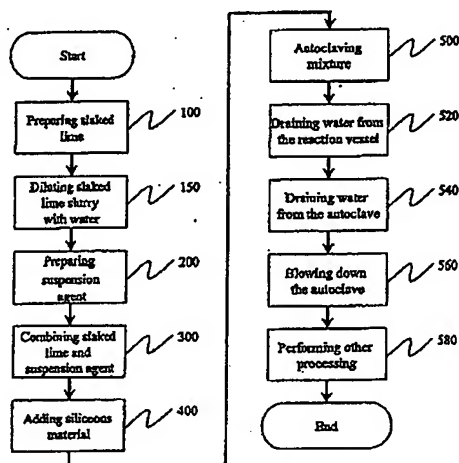 Start
Preparing slaked
lime
100
Diluting slaked
lime slurry
with water
150
Preparing
suspension
agent
200
Combining slaked
lime and
suspension agent
300
Adding siliceous
material
400
Autoclaving
mixture
500
Draining water from
the reaction vessel
520
Draining water
from the autoclave
540
Blowing down
the autoclave
560
Performing other
processing
580
End